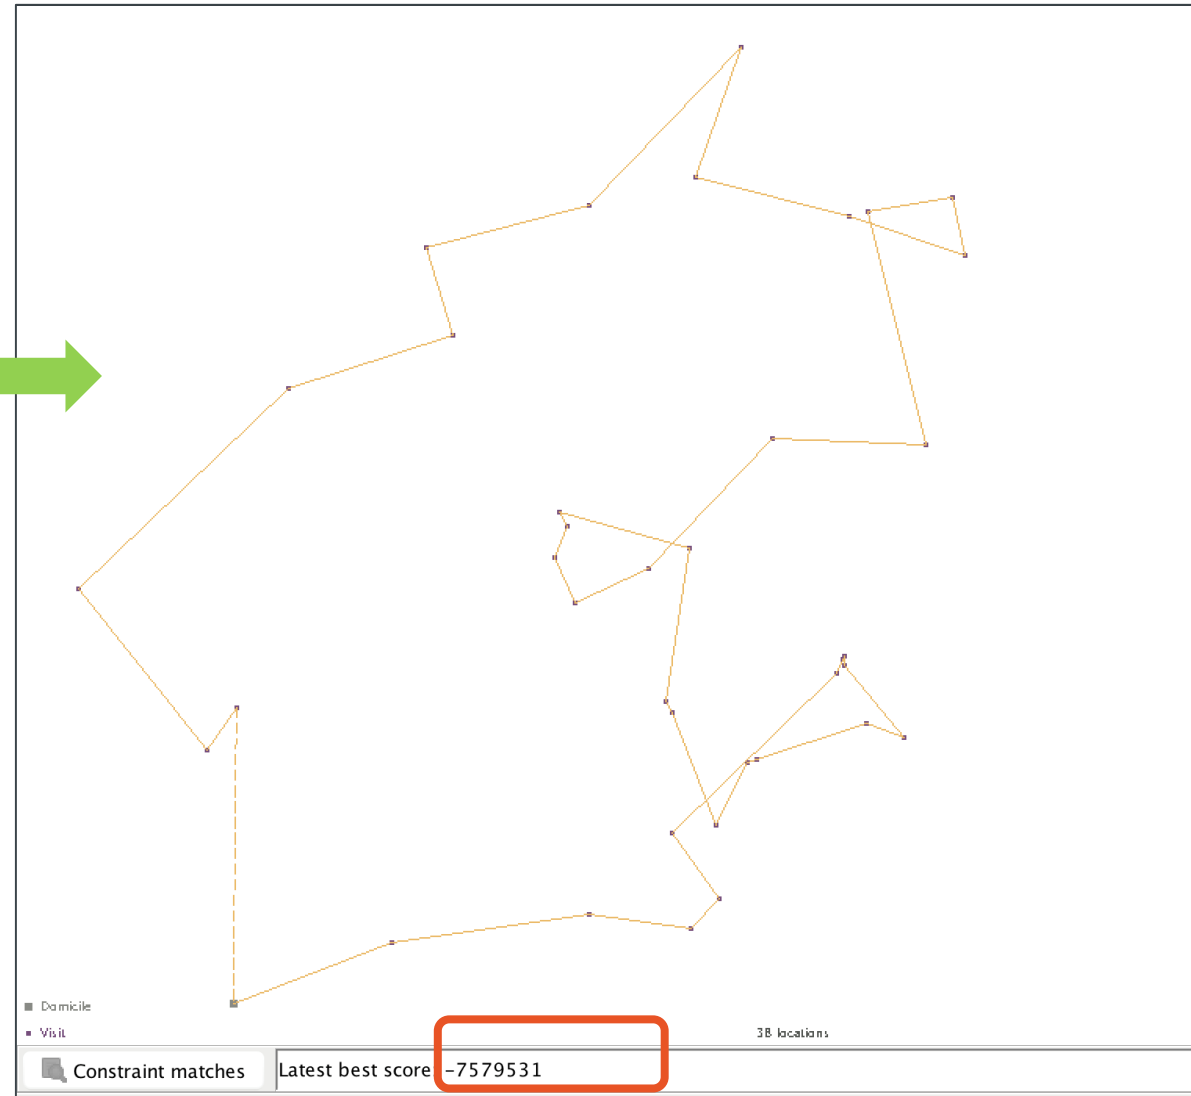 Domicile
Visit
38 locations
Constraint matches
Latest best score: -7579531